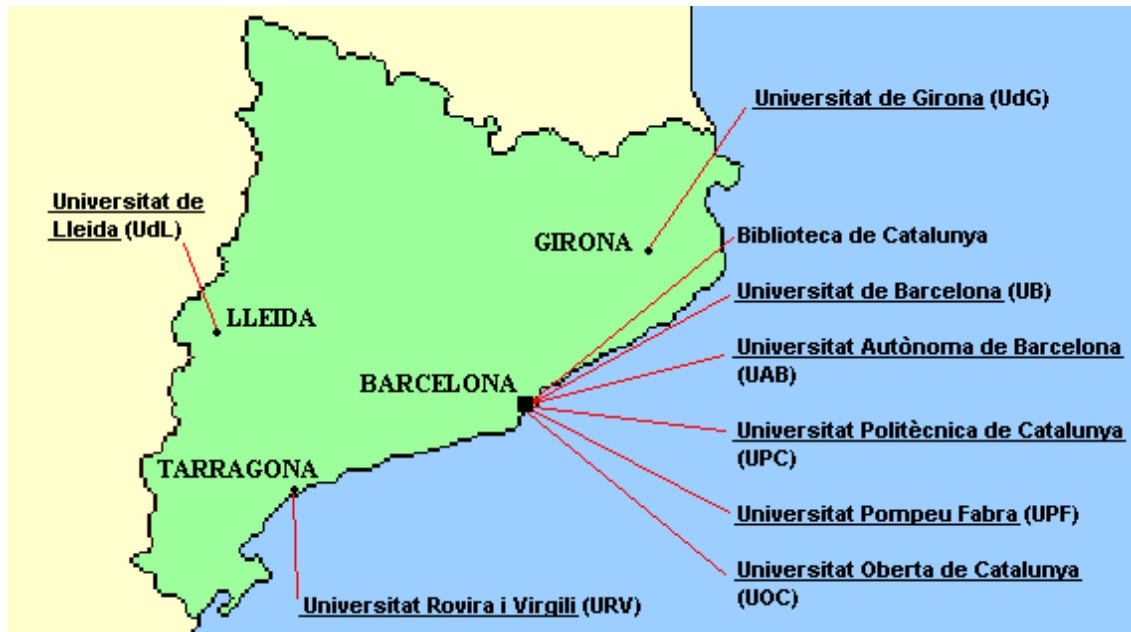 Universitat de Girona (UdG)
Universitat de
Lleida (UdL)
GIRONA
Biblioteca de Catalunya
Universitat de Barcelona (UB)
LLEIDA
Universitat Autònoma de Barcelona
(UAB)
BARCELONA
Universitat Politècnica de Catalunya
(UPC)
TARRAGONA
Universitat Pompeu Fabra (UPF)
Universitat Oberta de Catalunya
(UOC)
Universitat Rovira i Virgili (URV)